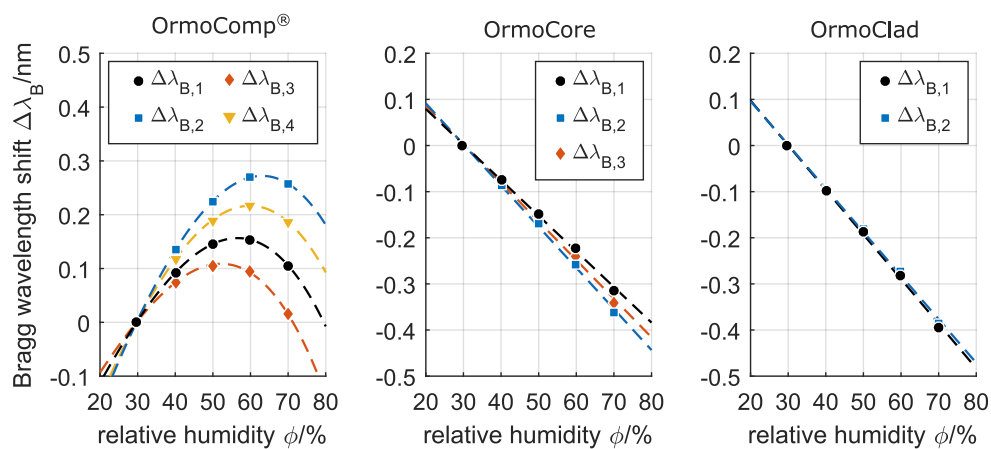 OrmoComp®
OrmoCore
OrmoClad
Bragg wavelength shift Δλ_B/nm
0.5
0.4
0.3
0.2
0.1
0
-0.1
Δλ_B,1
Δλ_B,2
Δλ_B,3
Δλ_B,4
20 30 40 50 60 70 80
relative humidity ϕ/%
0.2
0.1
0
-0.1
-0.2
-0.3
-0.4
-0.5
Δλ_B,1
Δλ_B,2
Δλ_B,3
20 30 40 50 60 70 80
relative humidity ϕ/%
0.2
0.1
0
-0.1
-0.2
-0.3
-0.4
-0.5
Δλ_B,1
Δλ_B,2
20 30 40 50 60 70 80
relative humidity ϕ/%